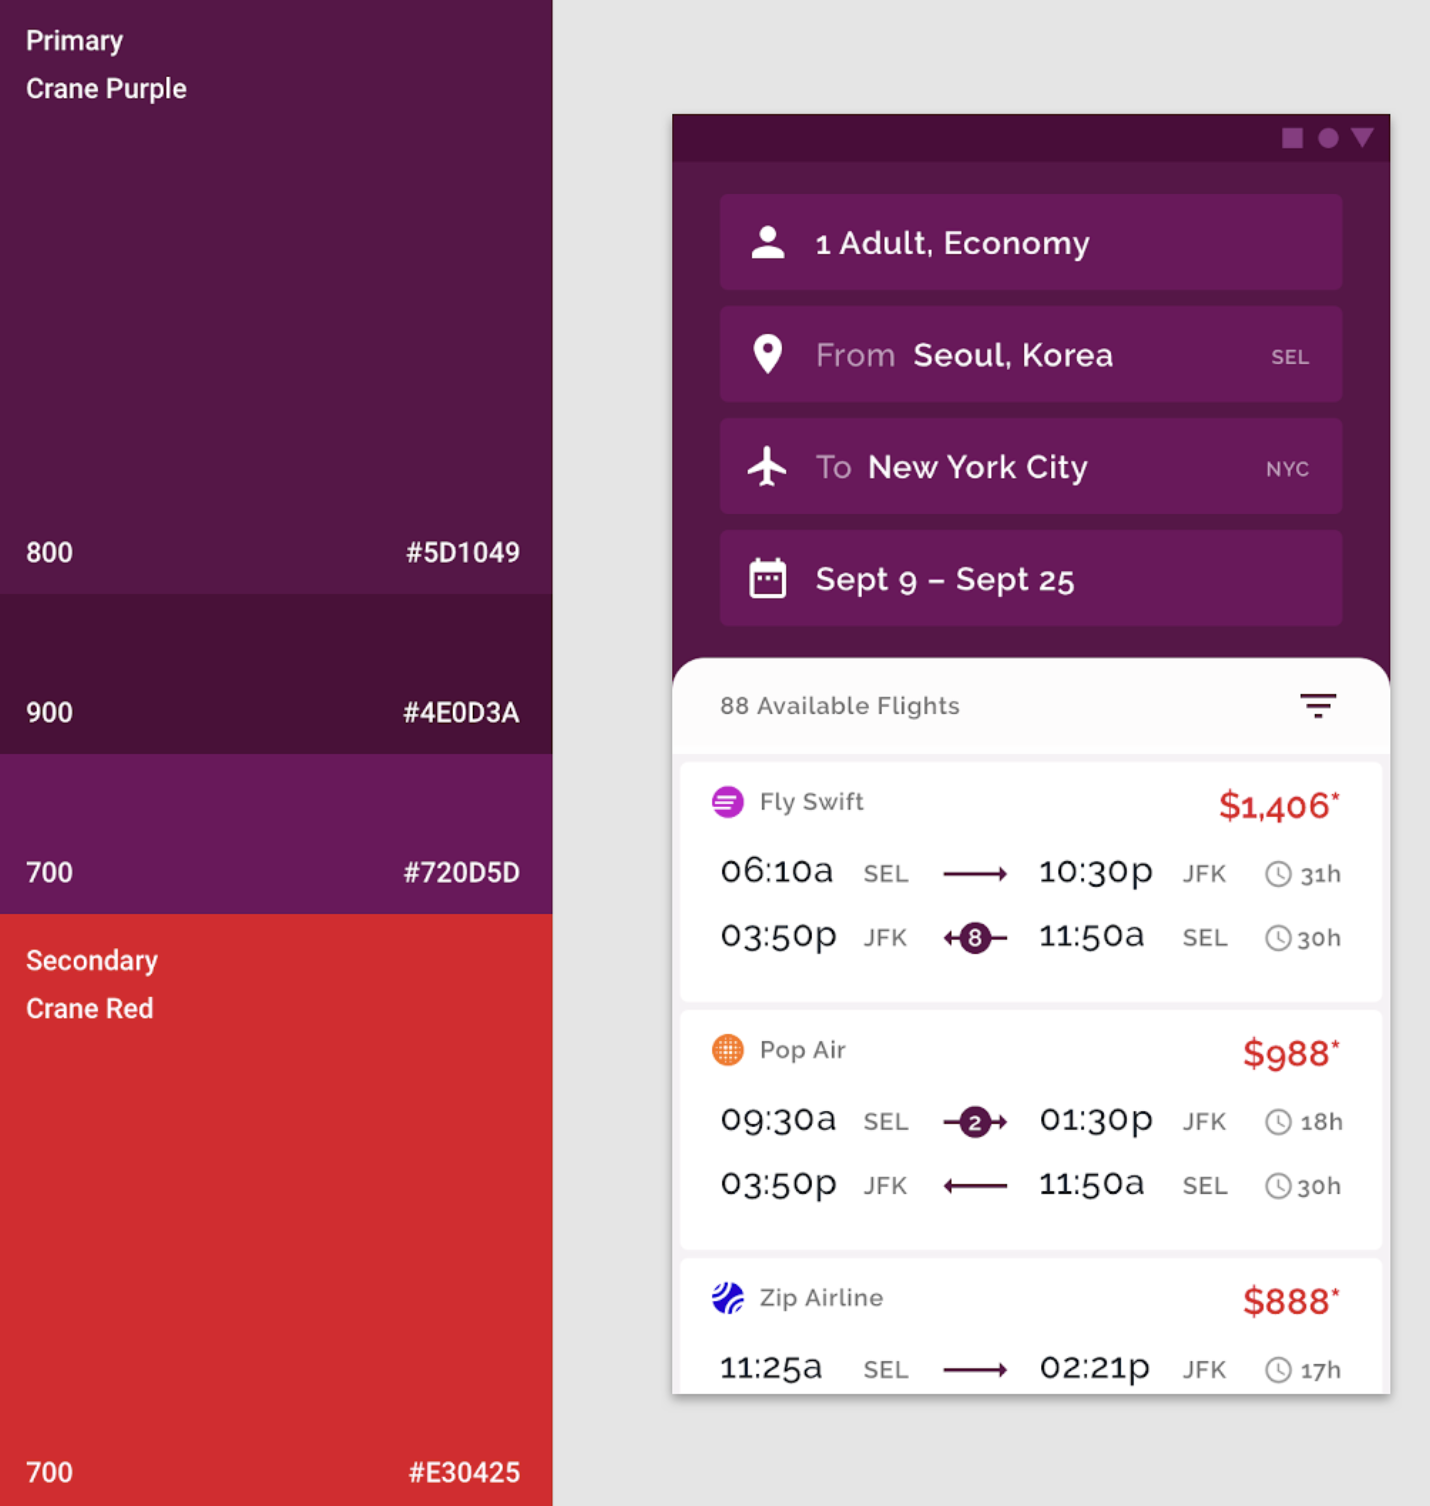 Primary
Crane Purple
800 #5D1049
900 #4E0D3A
700 #720D5D
Secondary
Crane Red
700 #E30425
1 Adult, Economy
From Seoul, Korea SEL
To New York City NYC
Sept 9 – Sept 25
88 Available Flights
Fly Swift $1,406*
06:10a SEL 10:30p JFK 31h
03:50p JFK 8 11:50a SEL 30h
Pop Air $988*
09:30a SEL 2 01:30p JFK 18h
03:50p JFK 11:50a SEL 30h
Zip Airline $888*
11:25a SEL 02:21p JFK 17h